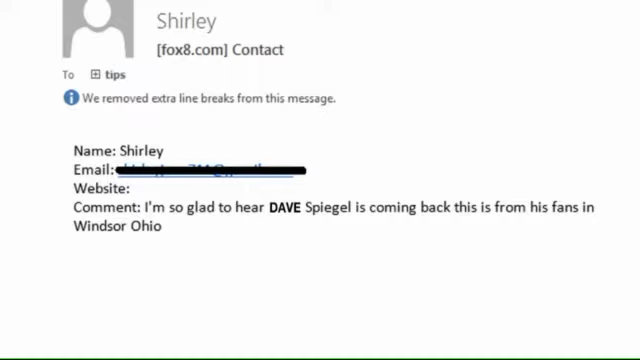 Shirley
[fox8.com] Contact
To tips
We removed extra line breaks from this message.
Name: Shirley
Email:
Website:
Comment: I'm so glad to hear DAVE Spiegel is coming back this is from his fans in
Windsor Ohio